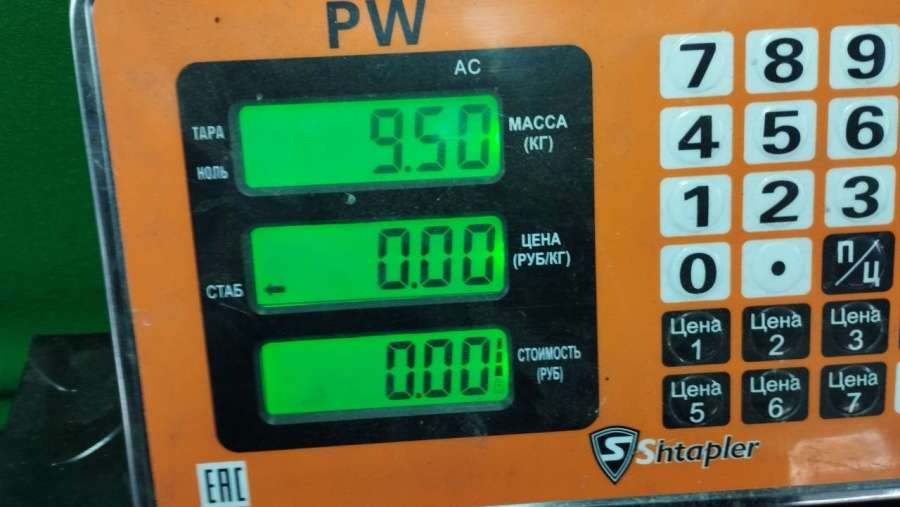 PW
AC
ТАРА
НОЛЬ
9.50
МАССА
(КГ)
СТАБ
0.00
ЦЕНА
(РУБ/КГ)
0.00
СТОИМОСТЬ
(РУБ)
7 8 9
4 5 6
1 2 3
0 . П/Ц
Цена 1 Цена 2 Цена 3
Цена 5 Цена 6 Цена 7
S Shtapler
EAC